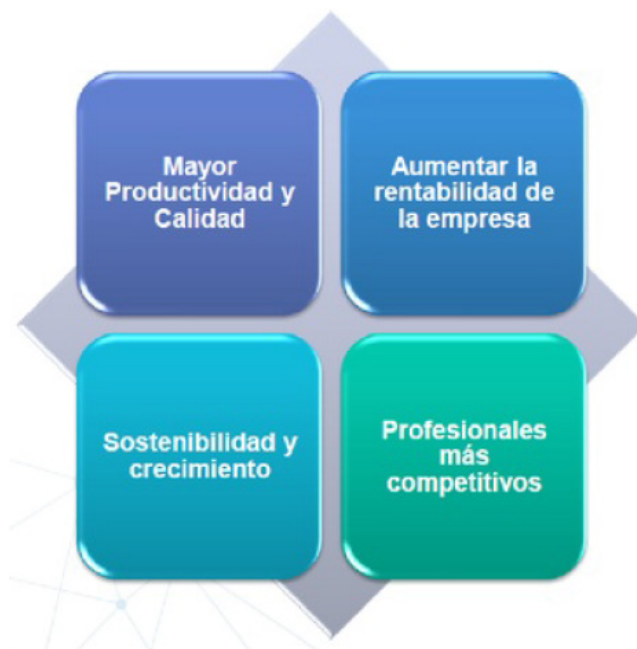 Mayor
Productividad y
Calidad
Aumentar la
rentabilidad de
la empresa
Sostenibilidad y
crecimiento
Profesionales
más
competitivos